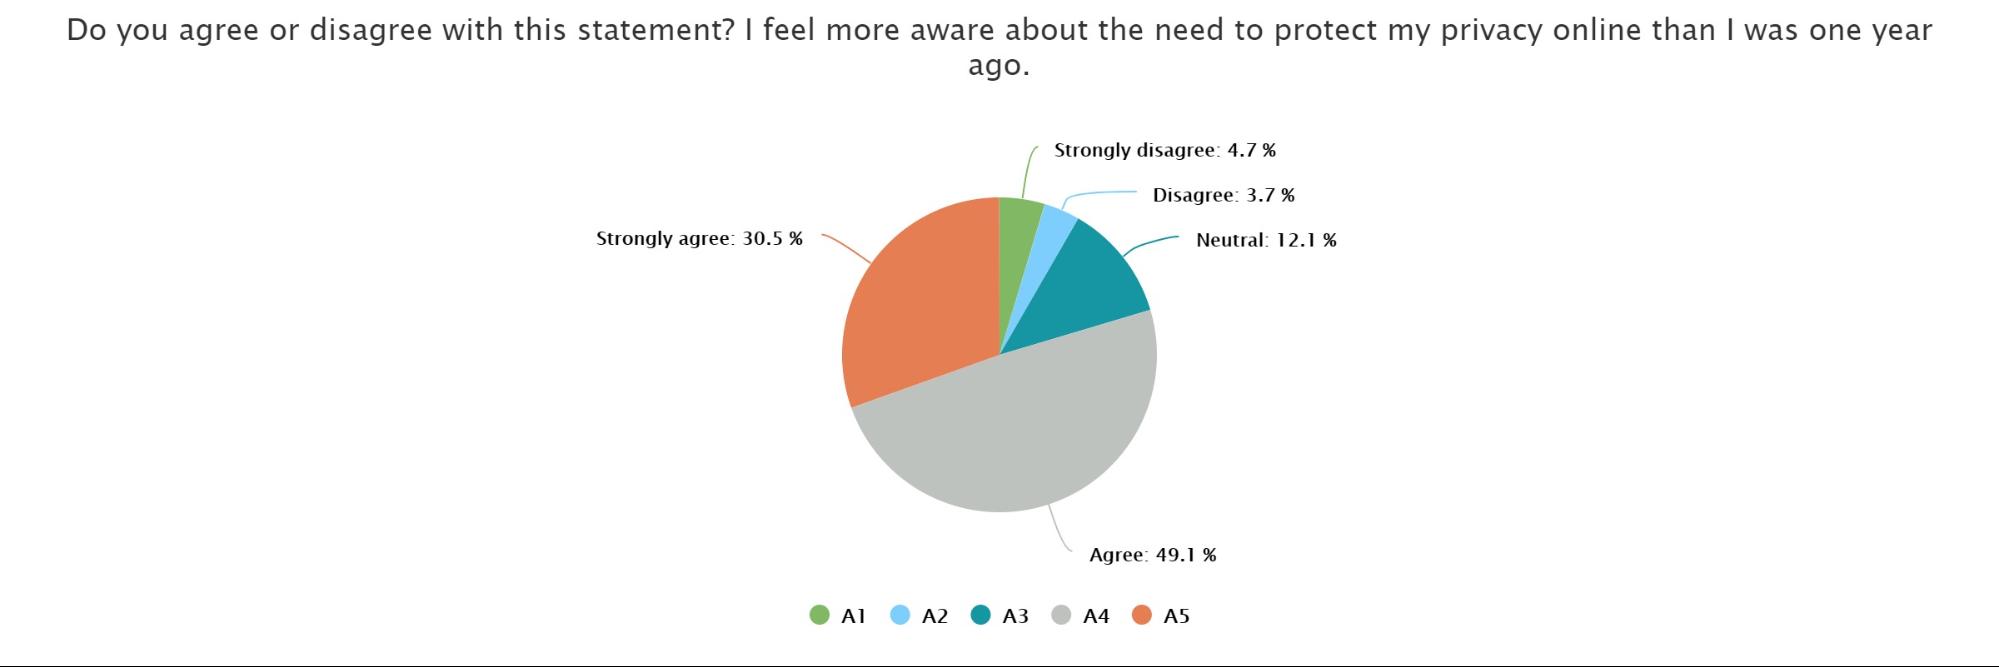 Do you agree or disagree with this statement? I feel more aware about the need to protect my privacy online than I was one year
ago.
Strongly disagree: 4.7 %
Disagree: 3.7 %
Strongly agree: 30.5 %
Neutral: 12.1 %
Agree: 49.1 %
A1 A2 A3 A4 A5